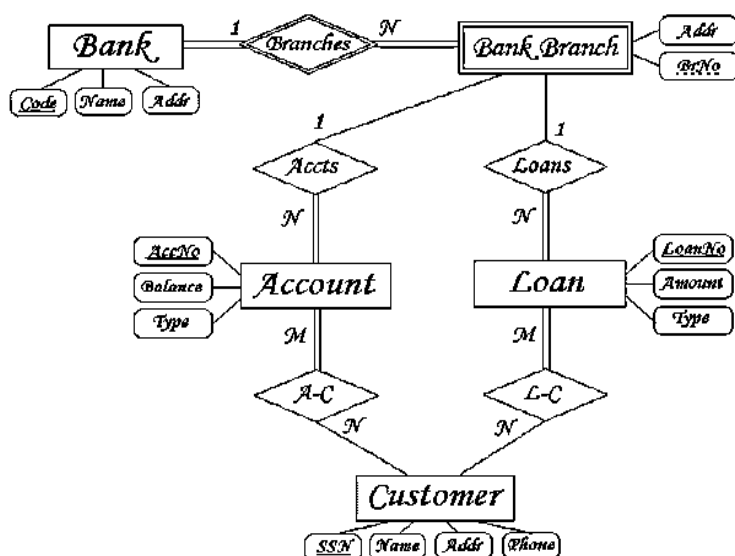 Bank
1
Branches
N
Bank Branch
Addr
BrNo
Code
Name
Addr
1
1
Accts
Loans
N
N
AccNo
Balance
Type
Account
Loan
LoanNo
Amount
Type
M
M
A-C
L-C
N
N
Customer
SSN
Name
Addr
Phone